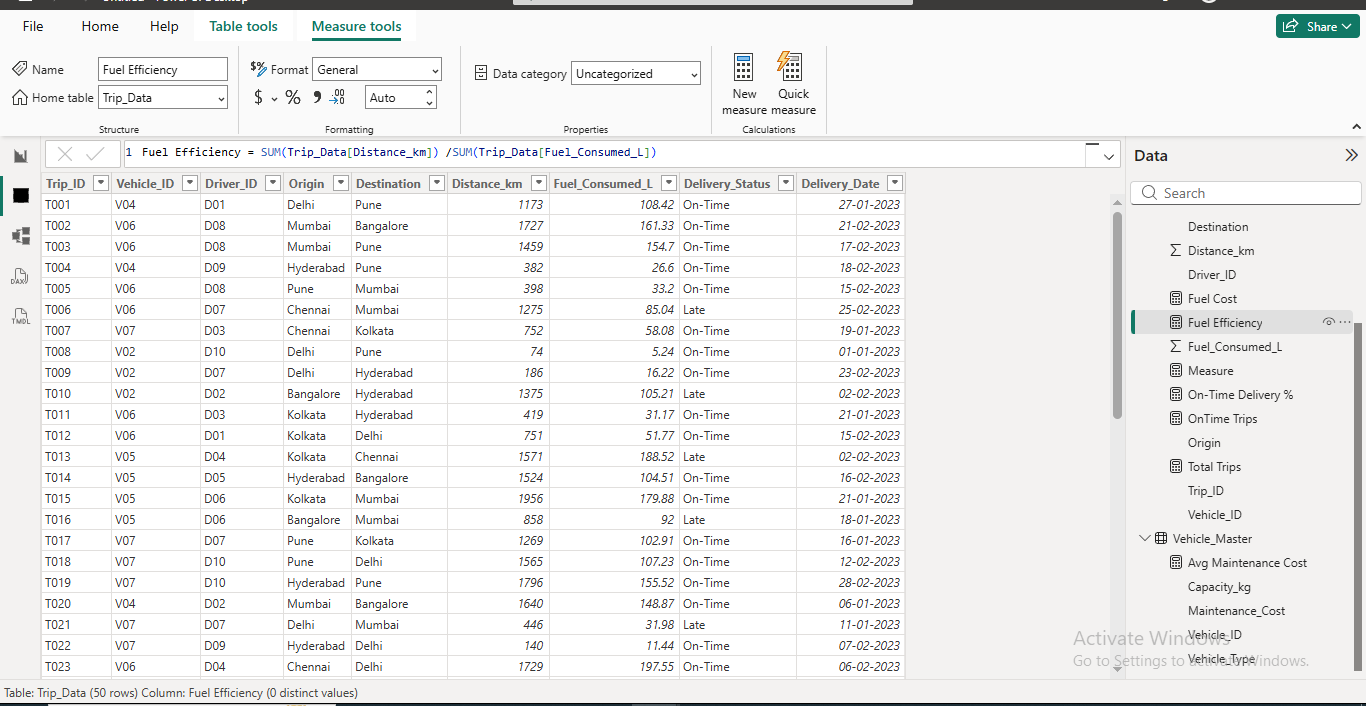 File Home Help Table tools Measure tools Share
Name Fuel Efficiency $% Format General Data category Uncategorized New measure Quick measure
Home table Trip_Data $ % Auto
Structure Formatting Properties Calculations
1 Fuel Efficiency = SUM(Trip_Data[Distance_km]) /SUM(Trip_Data[Fuel_Consumed_L])
Trip_ID Vehicle_ID Driver_ID Origin Destination Distance_km Fuel_Consumed_L Delivery_Status Delivery_Date
T001 V04 D01 Delhi Pune 1173 108.42 On-Time 27-01-2023
T002 V06 D08 Mumbai Bangalore 1727 161.33 On-Time 21-02-2023
T003 V06 D08 Mumbai Pune 1459 154.7 On-Time 17-02-2023
T004 V04 D09 Hyderabad Pune 382 26.6 On-Time 18-02-2023
T005 V06 D08 Pune Mumbai 398 33.2 On-Time 15-02-2023
T006 V06 D07 Chennai Mumbai 1275 85.04 Late 25-02-2023
T007 V07 D03 Chennai Kolkata 752 58.08 On-Time 19-01-2023
T008 V02 D10 Delhi Pune 74 5.24 On-Time 01-01-2023
T009 V02 D07 Delhi Hyderabad 186 16.22 On-Time 23-02-2023
T010 V02 D02 Bangalore Hyderabad 1375 105.21 Late 02-02-2023
T011 V06 D03 Kolkata Hyderabad 419 31.17 On-Time 21-01-2023
T012 V06 D01 Kolkata Delhi 751 51.77 On-Time 15-02-2023
T013 V05 D04 Kolkata Chennai 1571 188.52 Late 02-02-2023
T014 V05 D05 Hyderabad Bangalore 1524 104.51 On-Time 16-02-2023
T015 V05 D06 Kolkata Mumbai 1956 179.88 On-Time 21-01-2023
T016 V05 D06 Bangalore Mumbai 858 92 Late 18-01-2023
T017 V07 D07 Pune Kolkata 1269 102.91 On-Time 16-01-2023
T018 V07 D10 Pune Delhi 1565 107.23 On-Time 12-02-2023
T019 V07 D10 Hyderabad Pune 1796 155.52 On-Time 28-02-2023
T020 V04 D02 Mumbai Bangalore 1640 148.87 On-Time 06-01-2023
T021 V07 D07 Delhi Mumbai 446 31.98 Late 11-01-2023
T022 V07 D09 Hyderabad Delhi 140 11.44 On-Time 07-02-2023
T023 V06 D04 Chennai Delhi 1729 197.55 On-Time 06-02-2023
Data
Search
Destination
Distance_km
Driver_ID
Fuel Cost
Fuel Efficiency
Fuel_Consumed_L
Measure
On-Time Delivery %
OnTime Trips
Origin
Total Trips
Trip_ID
Vehicle_ID
Vehicle_Master
Avg Maintenance Cost
Capacity_kg
Maintenance_Cost
Vehicle_ID
Vehicle_Type
DAX
TMDL
Activate Windows
Go to Settings to activate Windows.
Table: Trip_Data (50 rows) Column: Fuel Efficiency (0 distinct values)